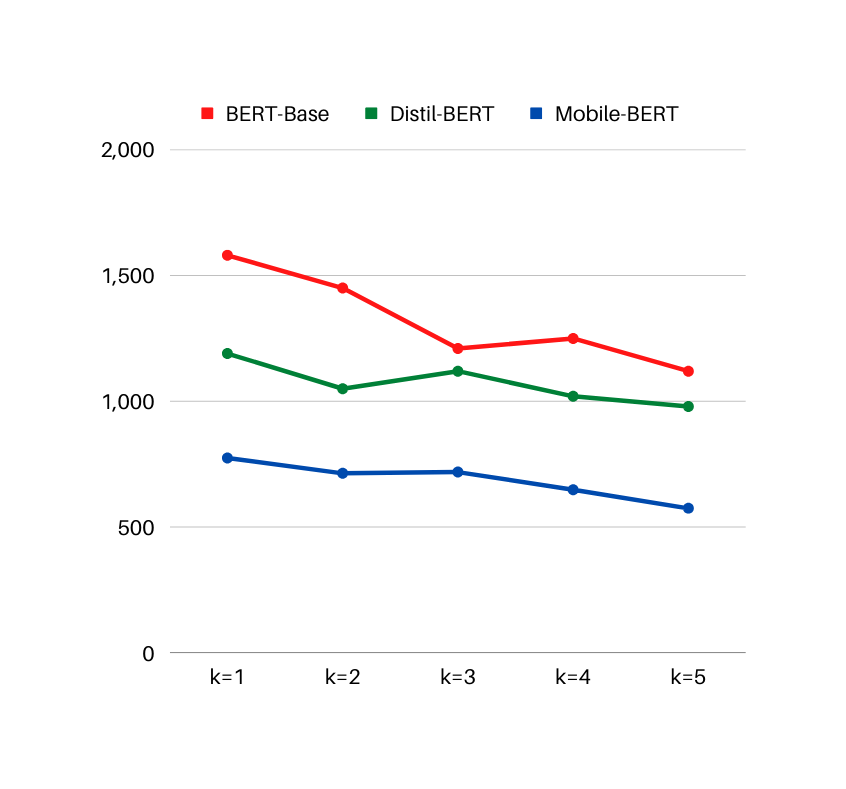 BERT-Base Distil-BERT Mobile-BERT
2,000
1,500
1,000
500
0
k=1 k=2 k=3 k=4 k=5